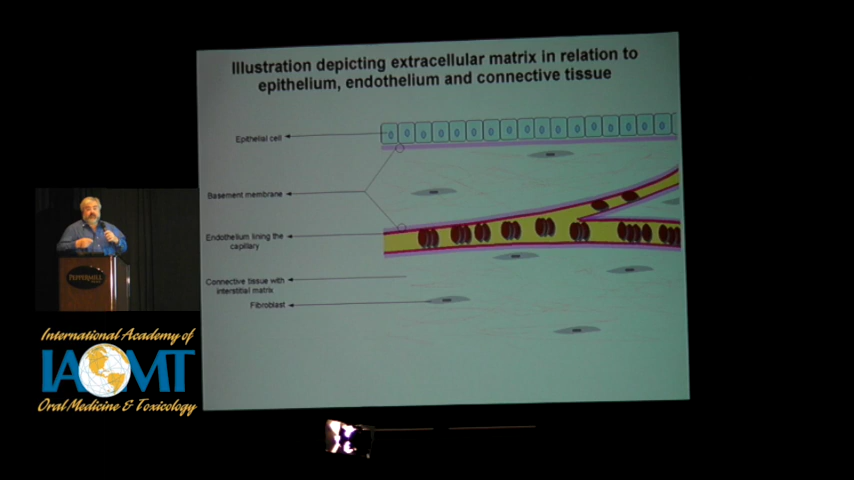 Illustration depicting extracellular matrix in relation to
epithelium, endothelium and connective tissue
Epithelial cell
Basement membrane
Endothelium lining the
capillary
Connective tissue with
interstitial matrix
Fibroblast
PEPPERMILL
International Academy of
IAOMT
Oral Medicine & Toxicology